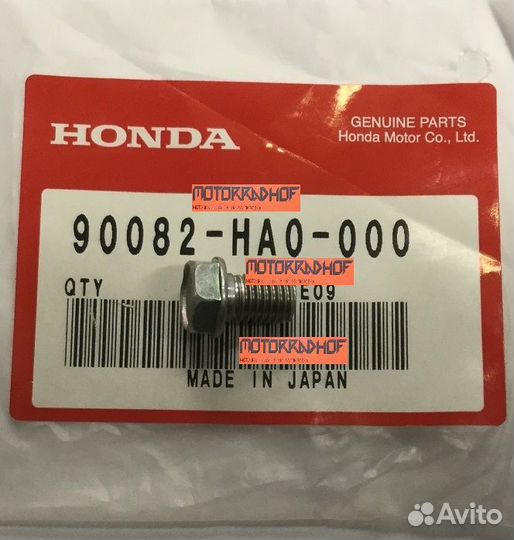 HONDA
GENUINE PARTS
Honda Motor Co., Ltd.
MOTORRADHOF
90082-HA0-000
MOTORRADHOF
QTY
E09
MOTORRADHOF
MADE IN JAPAN
Avito